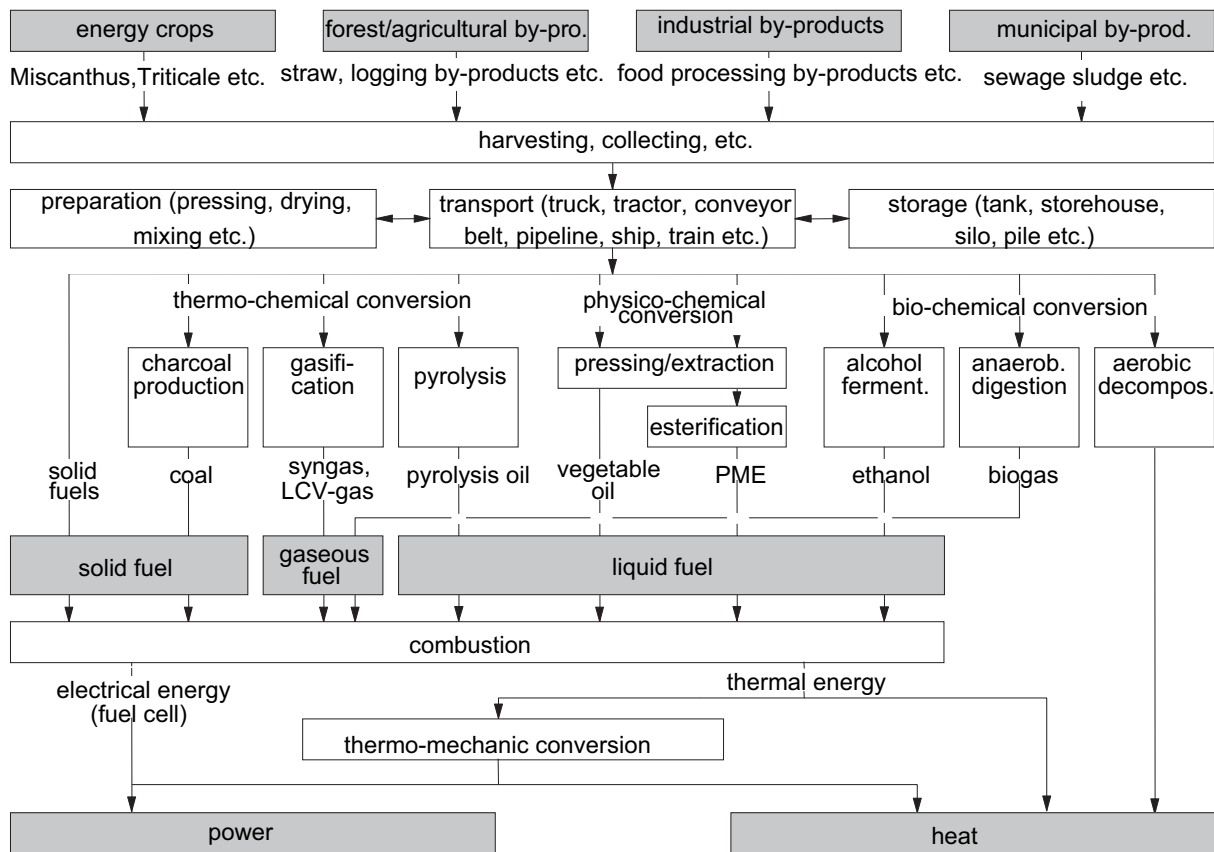 energy crops
forest/agricultural by-pro.
industrial by-products
municipal by-prod.
Miscanthus,Triticale etc.
straw, logging by-products etc.
food processing by-products etc.
sewage sludge etc.
harvesting, collecting, etc.
preparation (pressing, drying,
mixing etc.)
transport (truck, tractor, conveyor
belt, pipeline, ship, train etc.)
storage (tank, storehouse,
silo, pile etc.)
thermo-chemical conversion
physico-chemical
conversion
bio-chemical conversion
charcoal
production
gasifi-
cation
pyrolysis
pressing/extraction
alcohol
ferment.
anaerob.
digestion
aerobic
decompos.
esterification
solid
fuels
coal
syngas,
LCV-gas
pyrolysis oil
vegetable
oil
PME
ethanol
biogas
solid fuel
gaseous
fuel
liquid fuel
combustion
electrical energy
(fuel cell)
thermal energy
thermo-mechanic conversion
power
heat